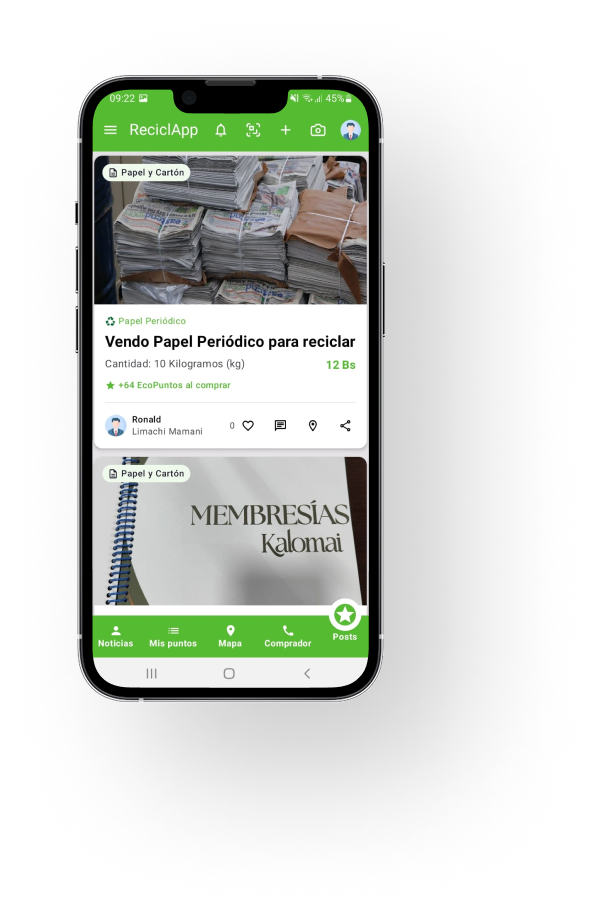 09:22 45%
ReciclApp
Papel y Cartón
Papel Periódico
Vendo Papel Periódico para reciclar
Cantidad: 10 Kilogramos (kg) 12 Bs
+64 EcoPuntos al comprar
Ronald
Limachi Mamani
0
Papel y Cartón
MEMBRESÍAS
Kalomai
Noticias Mis puntos Mapa Comprador Posts